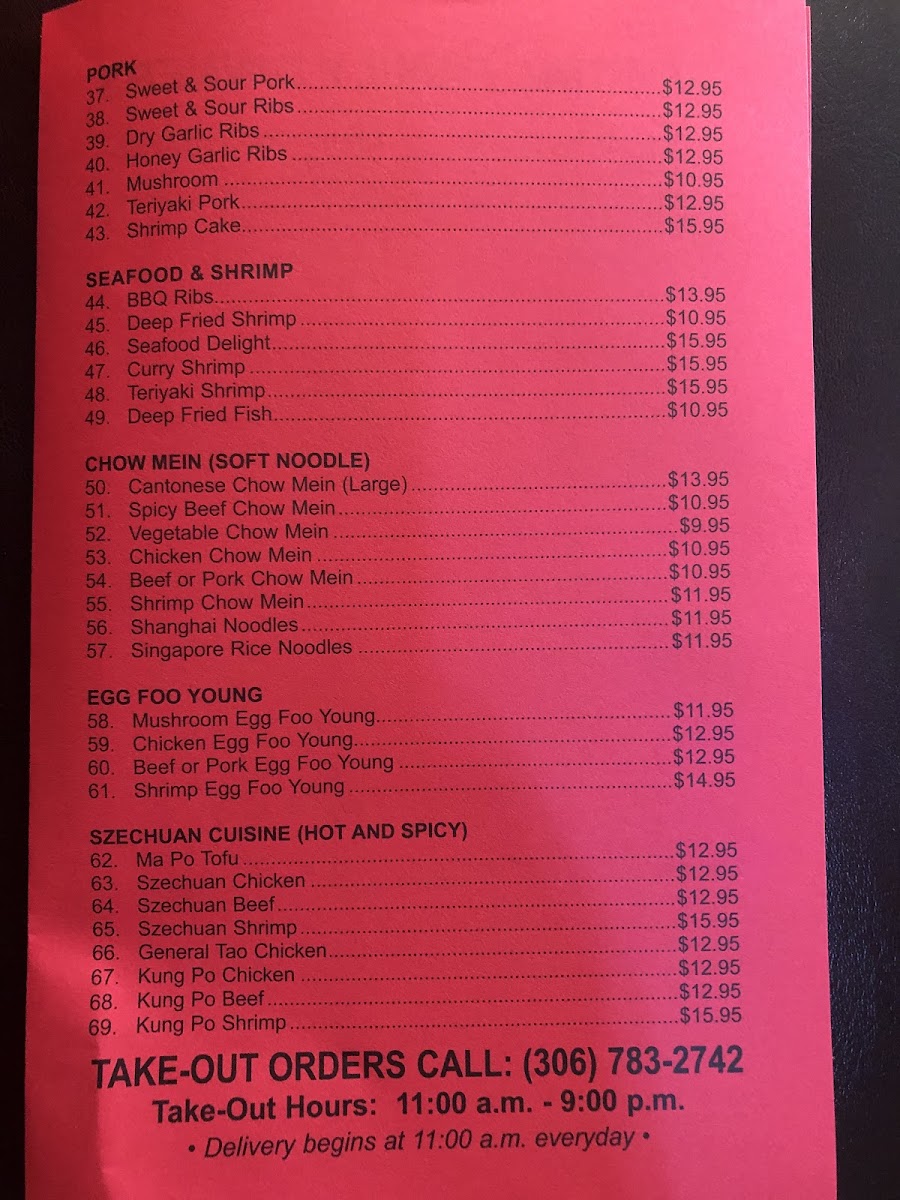 PORK
37. Sweet & Sour Pork $12.95
38. Sweet & Sour Ribs $12.95
39. Dry Garlic Ribs $12.95
40. Honey Garlic Ribs $12.95
41. Mushroom $10.95
42. Teriyaki Pork $12.95
43. Shrimp Cake $15.95
SEAFOOD & SHRIMP
44. BBQ Ribs $13.95
45. Deep Fried Shrimp $10.95
46. Seafood Delight $15.95
47. Curry Shrimp $15.95
48. Teriyaki Shrimp $15.95
49. Deep Fried Fish $10.95
CHOW MEIN (SOFT NOODLE)
50. Cantonese Chow Mein (Large) $13.95
51. Spicy Beef Chow Mein $10.95
52. Vegetable Chow Mein $9.95
53. Chicken Chow Mein $10.95
54. Beef or Pork Chow Mein $10.95
55. Shrimp Chow Mein $11.95
56. Shanghai Noodles $11.95
57. Singapore Rice Noodles $11.95
EGG FOO YOUNG
58. Mushroom Egg Foo Young $11.95
59. Chicken Egg Foo Young $12.95
60. Beef or Pork Egg Foo Young $12.95
61. Shrimp Egg Foo Young $14.95
SZECHUAN CUISINE (HOT AND SPICY)
62. Ma Po Tofu $12.95
63. Szechuan Chicken $12.95
64. Szechuan Beef $12.95
65. Szechuan Shrimp $15.95
66. General Tao Chicken $12.95
67. Kung Po Chicken $12.95
68. Kung Po Beef $12.95
69. Kung Po Shrimp $15.95
TAKE-OUT ORDERS CALL: (306) 783-2742
Take-Out Hours: 11:00 a.m. - 9:00 p.m.
• Delivery begins at 11:00 a.m. everyday •